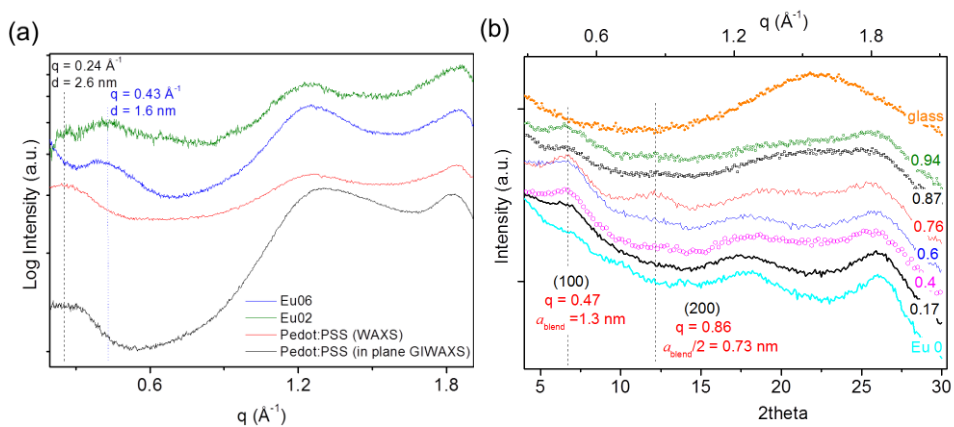 (a)
q = 0.24 Å⁻¹
d = 2.6 nm
q = 0.43 Å⁻¹
d = 1.6 nm
Log Intensity (a.u.)
Eu06
Eu02
Pedot:PSS (WAXS)
Pedot:PSS (in plane GIWAXS)
0.6 1.2 1.8
q (Å⁻¹)
(b)
q (Å⁻¹)
0.6 1.2 1.8
Intensity (a.u.)
glass
0.94
0.87
0.76
0.6
0.4
0.17
Eu 0
(100)
q = 0.47
a blend =1.3 nm
(200)
q = 0.86
a blend/2 = 0.73 nm
5 10 15 20 25 30
2theta